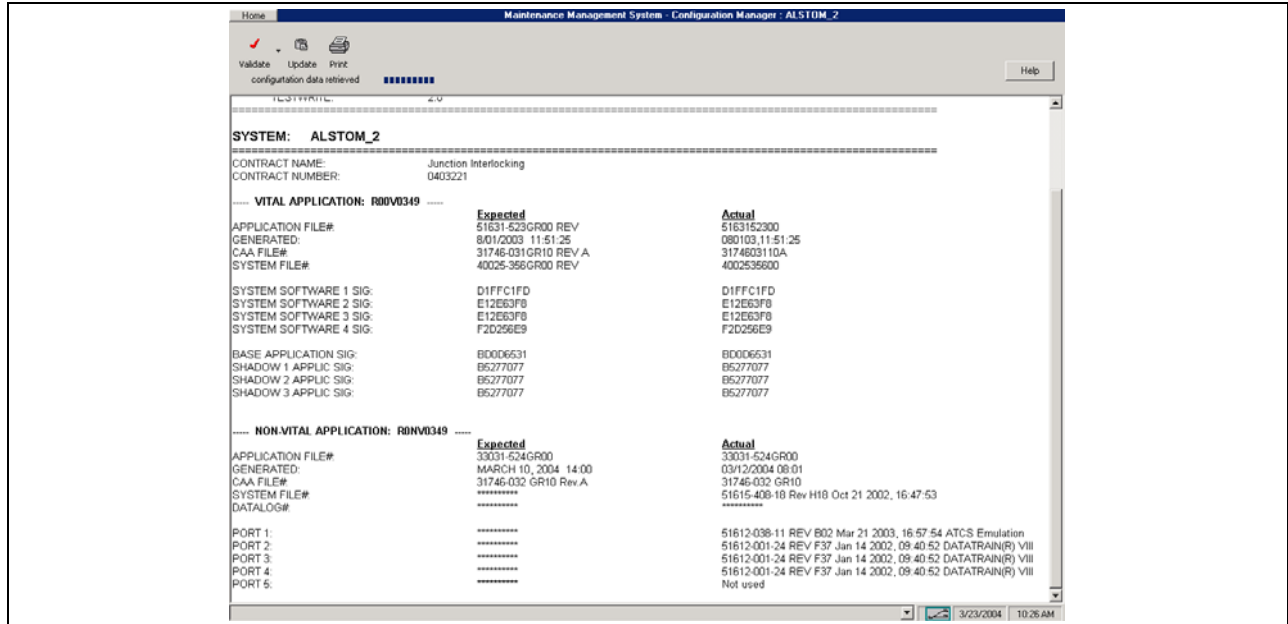 Home Maintenance Management System - Configuration Manager : ALSTOM_2
Validate Update Print
configurtation data retrieved Help
TESTWRITE: 2.0
================================================================
SYSTEM: ALSTOM_2
================================================================
CONTRACT NAME: Junction Interlocking
CONTRACT NUMBER: 0403221
----- VITAL APPLICATION: R00V0349 -----
Expected Actual
APPLICATION FILE#: 51631-523GR00 REV 5163152300
GENERATED: 8/01/2003 11:51:25 080103,11:51:25
CAA FILE#: 31746-031GR10 REV A 3174603110A
SYSTEM FILE#: 40025-356GR00 REV 4002535600
SYSTEM SOFTWARE 1 SIG: D1FFC1FD D1FFC1FD
SYSTEM SOFTWARE 2 SIG: E12E63F8 E12E63F8
SYSTEM SOFTWARE 3 SIG: E12E63F8 E12E63F8
SYSTEM SOFTWARE 4 SIG: F2D256E9 F2D256E9
BASE APPLICATION SIG: BD0D6531 BD0D6531
SHADOW 1 APPLIC SIG: B5277077 B5277077
SHADOW 2 APPLIC SIG: B5277077 B5277077
SHADOW 3 APPLIC SIG: B5277077 B5277077
----- NON-VITAL APPLICATION: R0NV0349 -----
Expected Actual
APPLICATION FILE#: 33031-524GR00 33031-524GR00
GENERATED: MARCH 10, 2004 14:00 03/12/2004 08:01
CAA FILE#: 31746-032 GR10 Rev.A 31746-032 GR10
SYSTEM FILE#: ********** 51615-408-18 Rev H18 Oct 21 2002, 16:47:53
DATALOG#: ********** **********
PORT 1: ********** 51612-038-11 REV B02 Mar 21 2003, 16:57:54 ATCS Emulation
PORT 2: ********** 51612-001-24 REV F37 Jan 14 2002, 09:40:52 DATATRAIN(R) VIII
PORT 3: ********** 51612-001-24 REV F37 Jan 14 2002, 09:40:52 DATATRAIN(R) VIII
PORT 4: ********** 51612-001-24 REV F37 Jan 14 2002, 09:40:52 DATATRAIN(R) VIII
PORT 5: ********** Not used
3/23/2004 10:26 AM